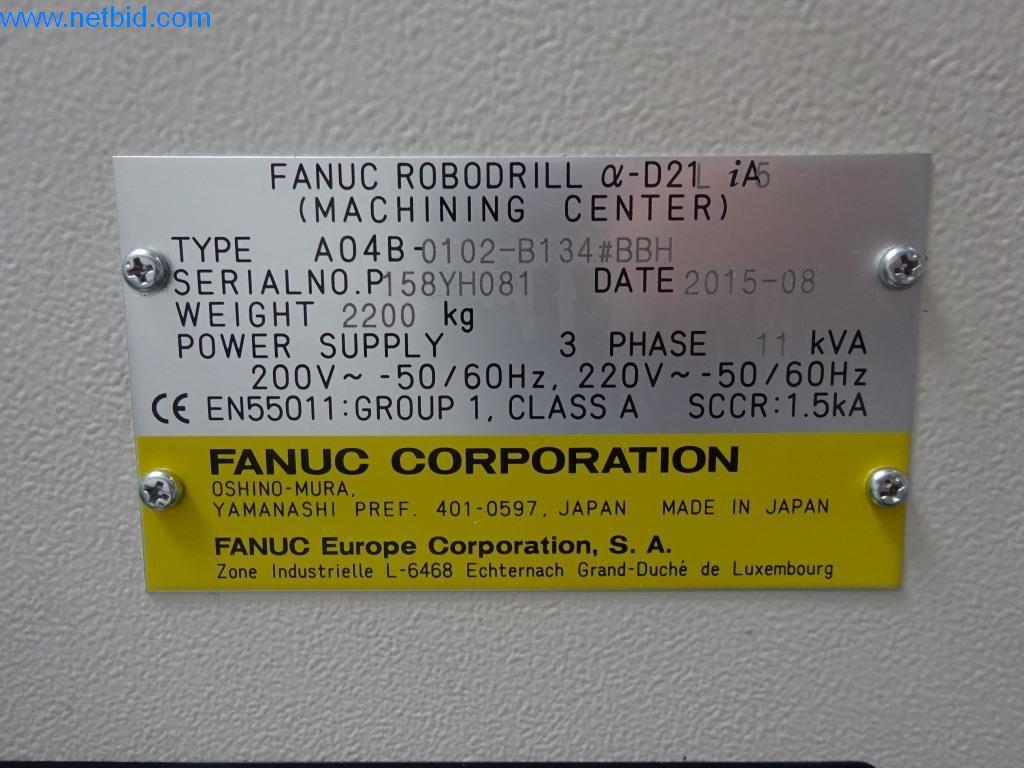 https://www.netbid.com
FANUC ROBODRILL α-D21L iA5
(MACHINING CENTER)
TYPE A04B-0102-B134#BBH
SERIALNO.P158YH081 DATE 2015-08
WEIGHT 2200 kg
POWER SUPPLY 3 PHASE 11 kVA
200V~ -50/60Hz, 220V~ -50/60Hz
CE EN55011:GROUP 1, CLASS A SCCR:1.5kA
FANUC CORPORATION
OSHINO-MURA,
YAMANASHI PREF. 401-0597, JAPAN MADE IN JAPAN
FANUC Europe Corporation, S. A.
Zone Industrielle L-6468 Echternach Grand-Duché de Luxembourg